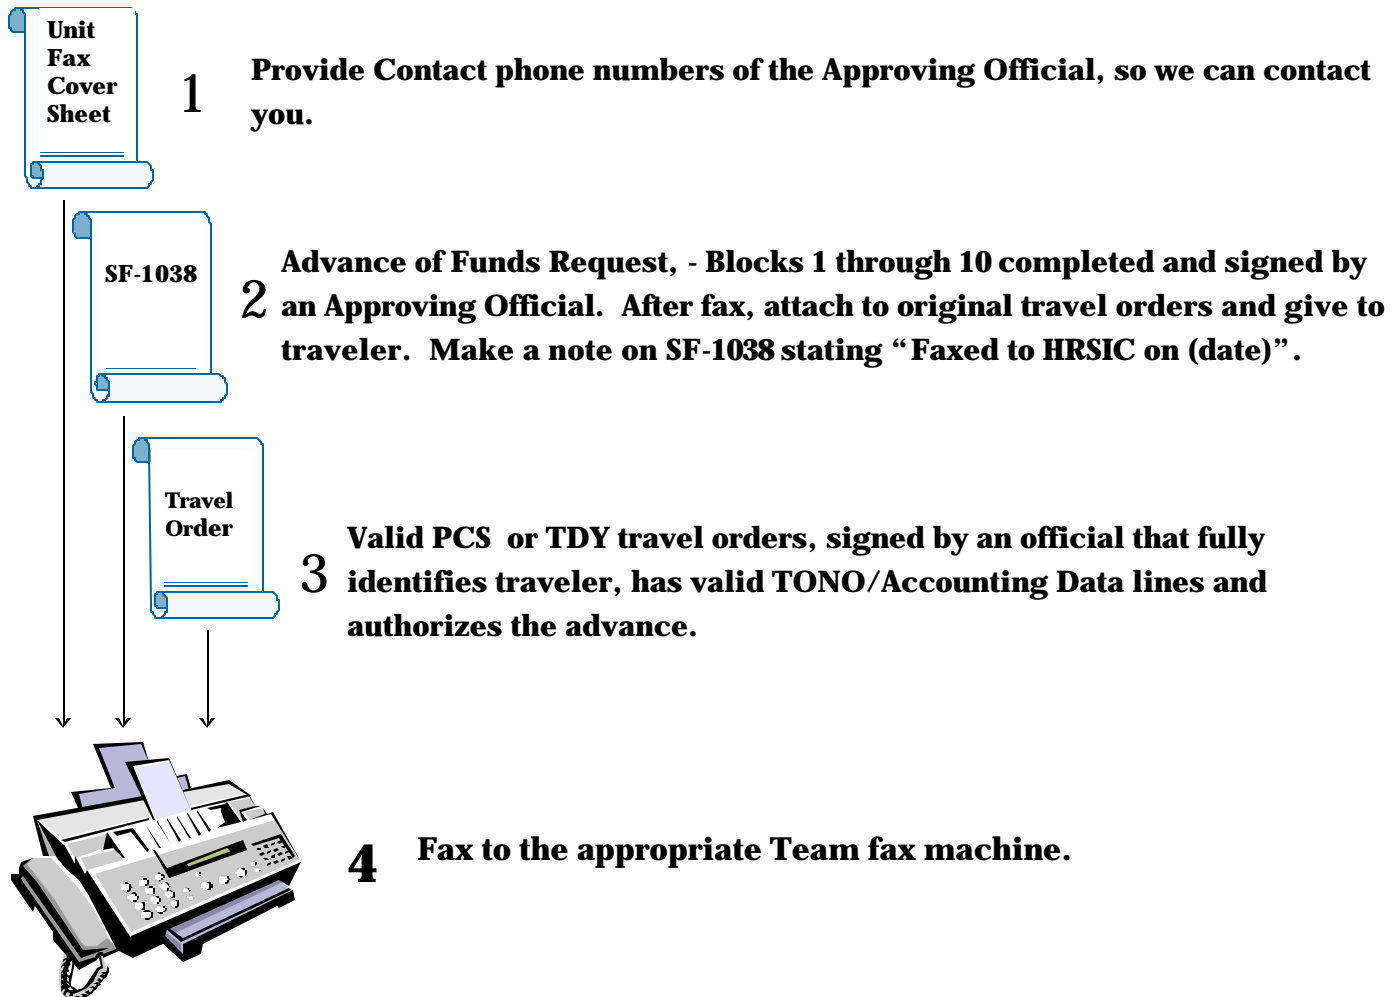 Unit
Fax
Cover
Sheet
1
Provide Contact phone numbers of the Approving Official, so we can contact
you.
SF-1038
2
Advance of Funds Request, - Blocks 1 through 10 completed and signed by
an Approving Official.  After fax, attach to original travel orders and give to
traveler.  Make a note on SF-1038 stating “Faxed to HRSIC on (date)”.
Travel
Order
3
Valid PCS  or TDY travel orders, signed by an official that fully
identifies traveler, has valid TONO/Accounting Data lines and
authorizes the advance.
4
Fax to the appropriate Team fax machine.